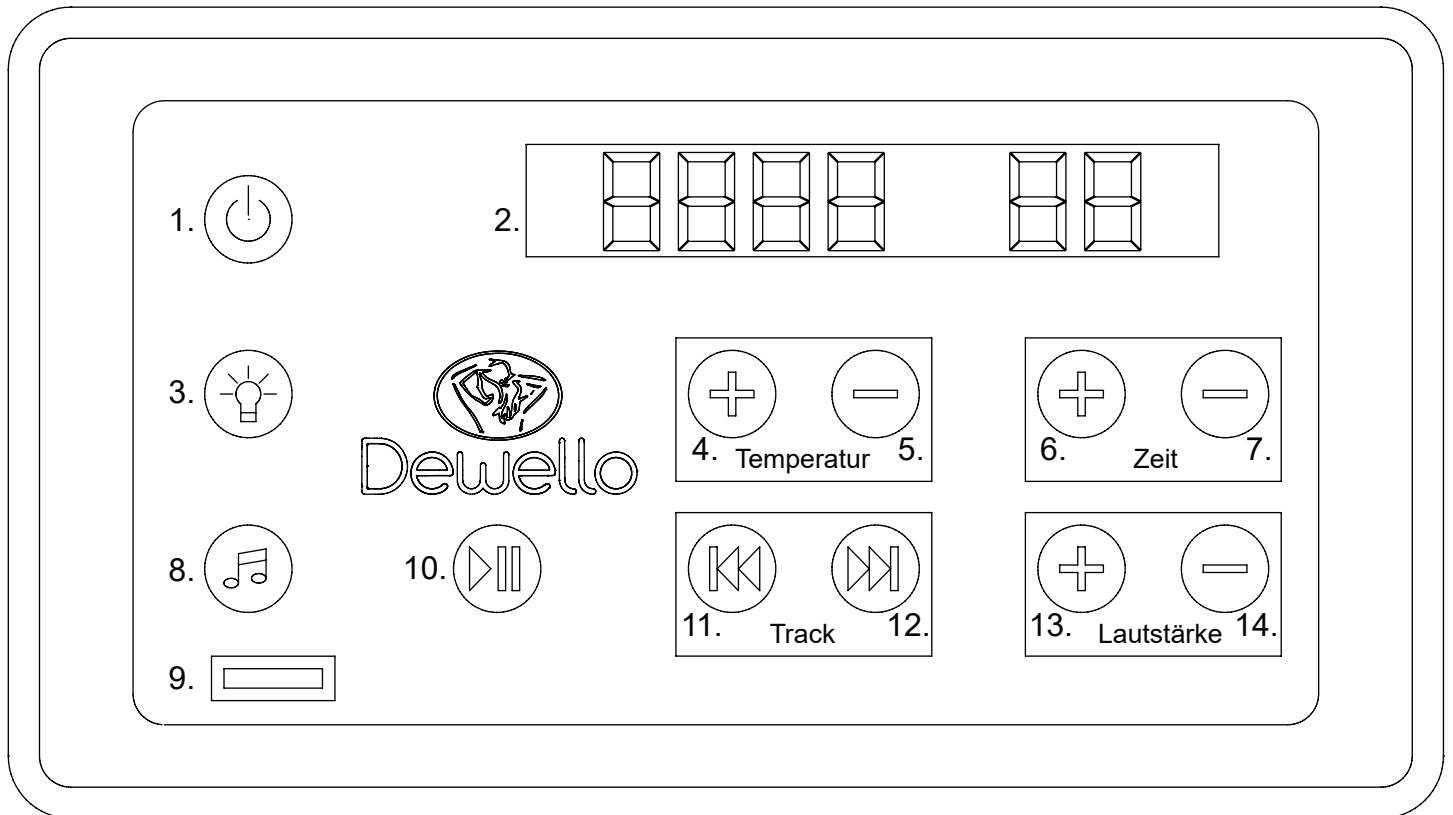 1.
2.
3.
Dewello
4. Temperatur 5.
6. Zeit 7.
8.
10.
11. Track 12.
13. Lautstärke 14.
9.